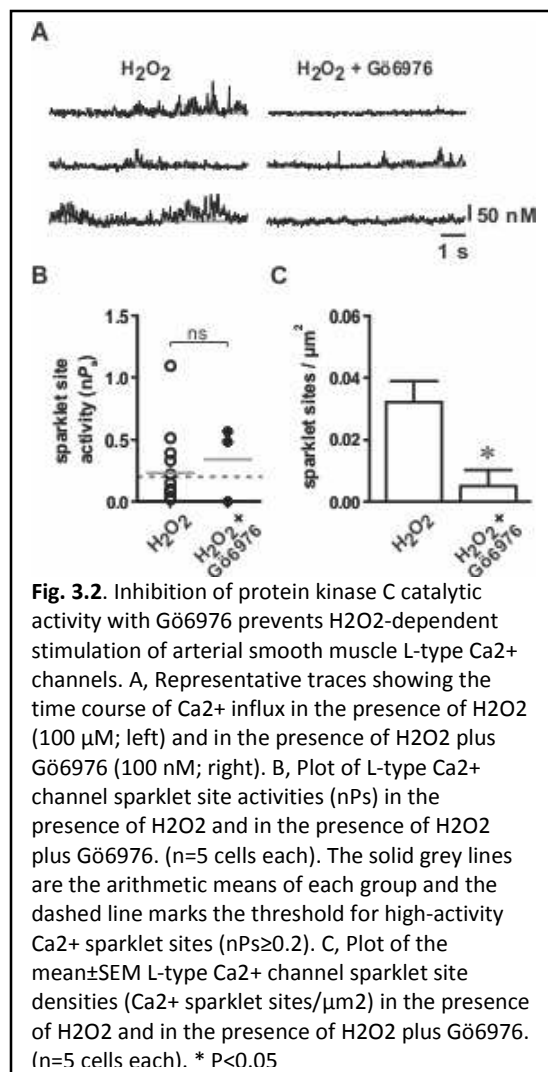 A
H2O2
H2O2 + Gö6976
50 nM
1 s
B
C
sparklet site
activity (nPs)
1.5
1.0
0.5
0.0
ns
H2O2
H2O2+
Gö6976
sparklet sites / µm2
0.06
0.04
0.02
0.00
*
H2O2
H2O2+
Gö6976
Fig. 3.2. Inhibition of protein kinase C catalytic
activity with Gö6976 prevents H2O2-dependent
stimulation of arterial smooth muscle L-type Ca2+
channels. A, Representative traces showing the
time course of Ca2+ influx in the presence of H2O2
(100 µM; left) and in the presence of H2O2 plus
Gö6976 (100 nM; right). B, Plot of L-type Ca2+
channel sparklet site activities (nPs) in the
presence of H2O2 and in the presence of H2O2
plus Gö6976. (n=5 cells each). The solid grey lines
are the arithmetic means of each group and the
dashed line marks the threshold for high-activity
Ca2+ sparklet sites (nPs≥0.2). C, Plot of the
mean±SEM L-type Ca2+ channel sparklet site
densities (Ca2+ sparklet sites/µm2) in the presence
of H2O2 and in the presence of H2O2 plus Gö6976.
(n=5 cells each). * P<0.05